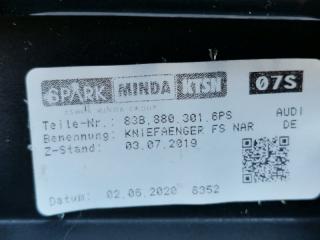 SPARK MINDA KTSN 07S
Teile-Nr.: 83B.880.301.6PS AUDI
Benennung: KNIEFAENGER FS NAR DE
Z-Stand: 03.07.2019
Datum: 02.06.2020 6352